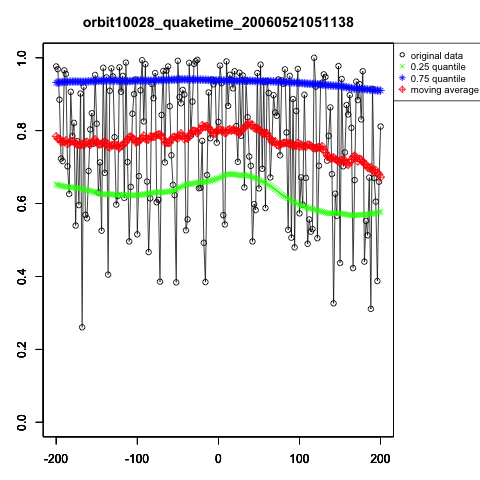 orbit10028_quaketime_20060521051138
original data
0.25 quantile
0.75 quantile
moving average
1.0
0.8
0.6
0.4
0.2
0.0
-200 -100 0 100 200